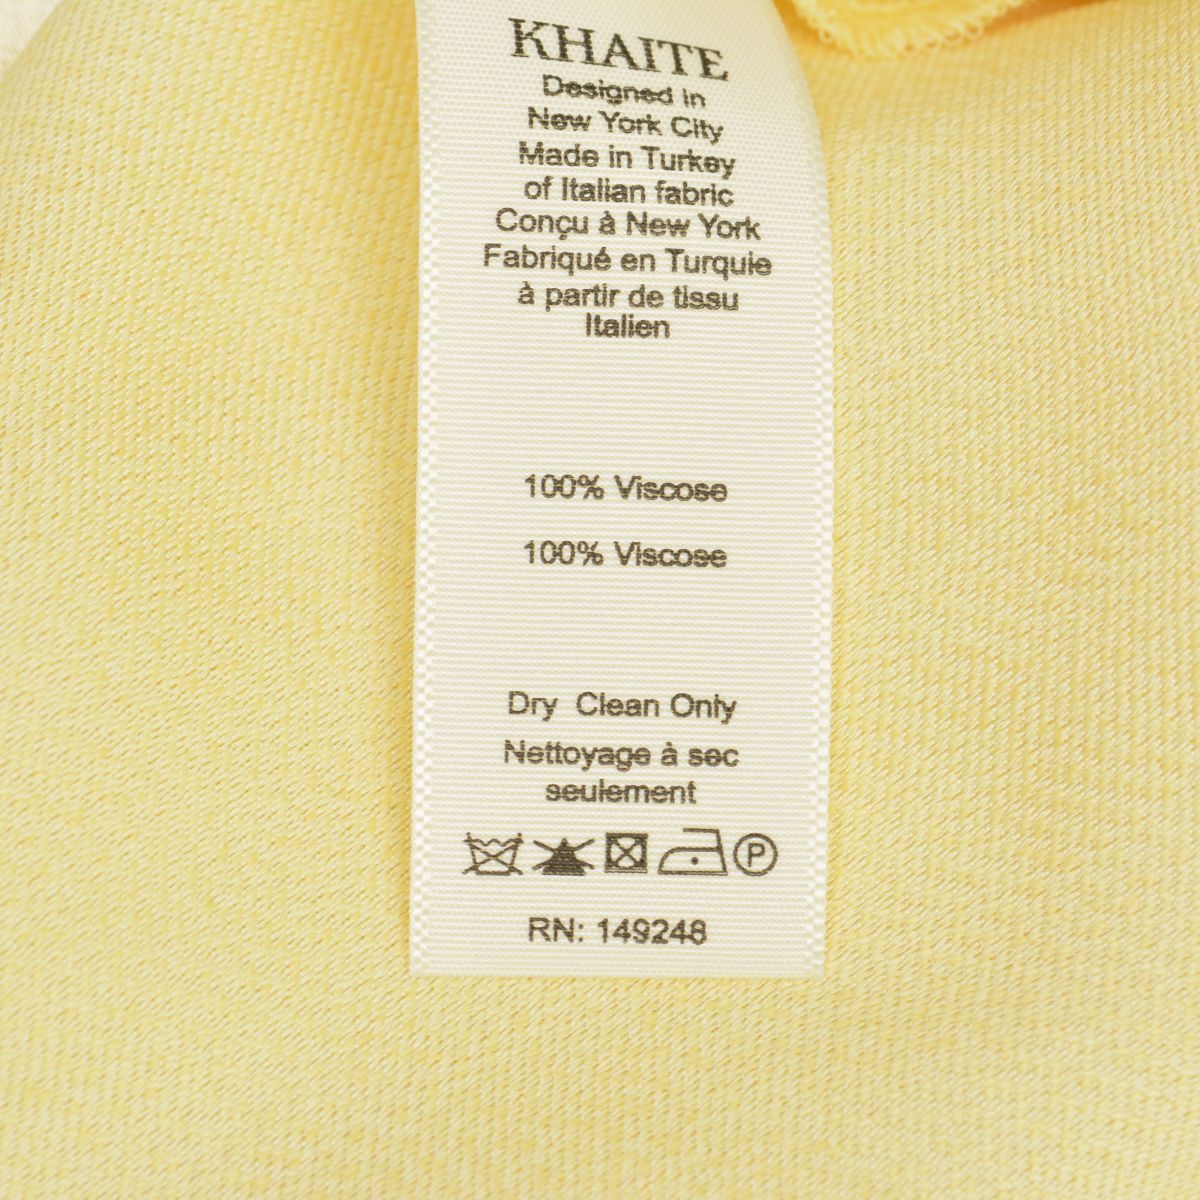 KHAITE
Designed in
New York City
Made in Turkey
of Italian fabric
Conçu à New York
Fabriqué en Turquie
à partir de tissu
Italien
100% Viscose
100% Viscose
Dry Clean Only
Nettoyage à sec
seulement
P
RN: 149248